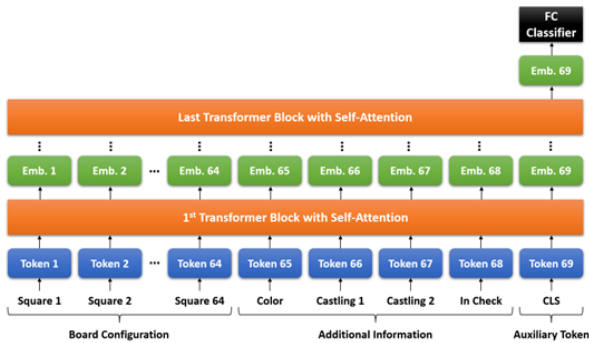 FC
Classifier
Emb. 69
Last Transformer Block with Self-Attention
Emb. 1 Emb. 2 ... Emb. 64 Emb. 65 Emb. 66 Emb. 67 Emb. 68 Emb. 69
1st Transformer Block with Self-Attention
Token 1 Token 2 ... Token 64 Token 65 Token 66 Token 67 Token 68 Token 69
Square 1 Square 2 Square 64 Color Castling 1 Castling 2 In Check CLS
Board Configuration Additional Information Auxiliary Token